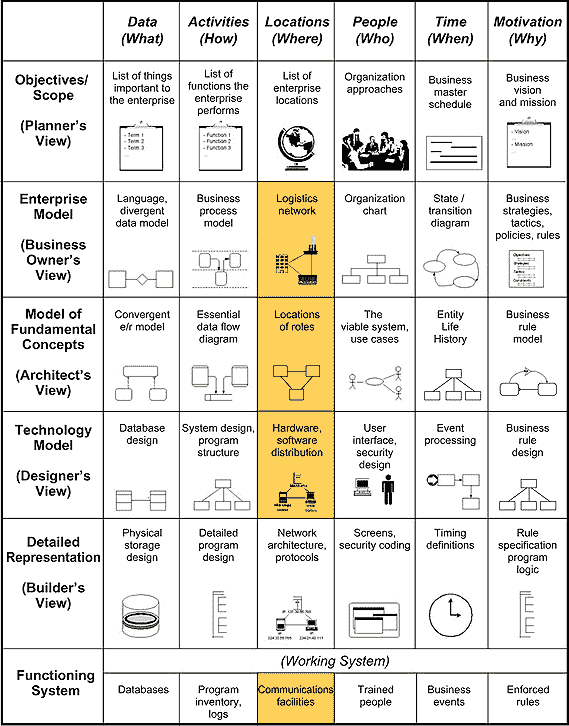 Data
(What)
Activities
(How)
Locations
(Where)
People
(Who)
Time
(When)
Motivation
(Why)
Objectives/
Scope
(Planner's
View)
List of things
important to
the enterprise
- Term 1
- Term 2
- Term 3
...
List of
functions the
enterprise
performs
- Function 1
- Function 2
- Function 3
...
List of
enterprise
locations
Organization
approaches
Business
master
schedule
Business
vision
and mission
- Vision
...
- Mission
...
Enterprise
Model
(Business
Owner's
View)
Language,
divergent
data model
Business
process
model
Logistics
network
Organization
chart
State /
transition
diagram
Business
strategies,
tactics,
policies, rules
Model of
Fundamental
Concepts
(Architect's
View)
Convergent
e/r model
Essential
data flow
diagram
Locations
of roles
The
viable system,
use cases
Entity
Life
History
Business
rule
model
Technology
Model
(Designer's
View)
Database
design
System design,
program
structure
Hardware,
software
distribution
User
interface,
security
design
Event
processing
Business
rule
design
Detailed
Representation
(Builder's
View)
Physical
storage
design
Detailed
program
design
Network
architecture,
protocols
Screens,
security coding
Timing
definitions
Rule
specification
program
logic
Functioning
System
(Working System)
Databases
Program
inventory,
logs
Communications
facilities
Trained
people
Business
events
Enforced
rules